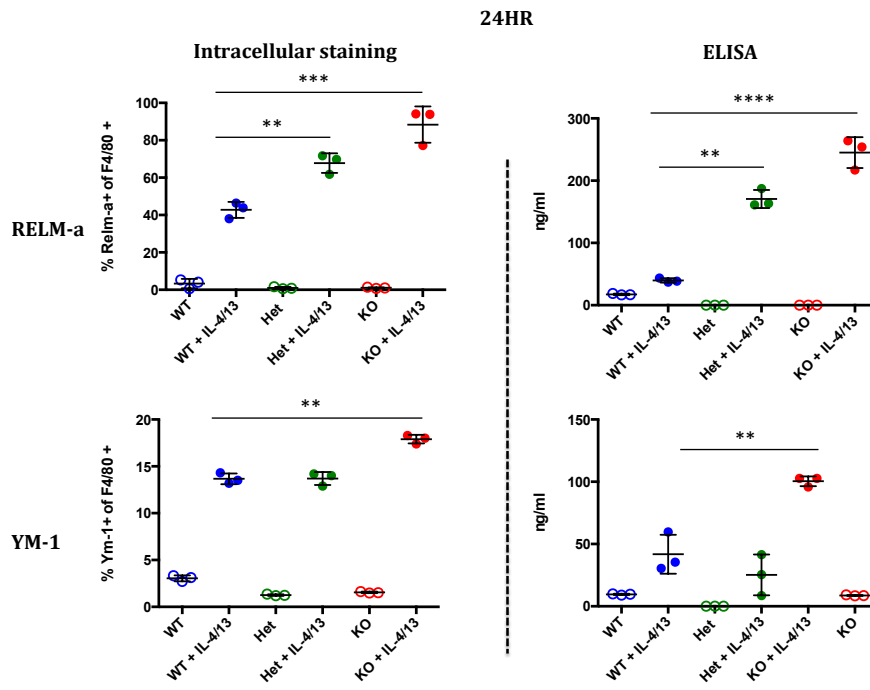 24HR
Intracellular staining
ELISA
RELM-a
% Relm-a+ of F4/80 +
100
80
60
40
20
0
***
**
WT
WT + IL-4/13
Het
Het + IL-4/13
KO
KO + IL-4/13
ng/ml
300
200
100
0
****
**
WT
WT + IL-4/13
Het
Het + IL-4/13
KO
KO + IL-4/13
YM-1
% Ym-1+ of F4/80 +
20
15
10
5
0
**
WT
WT + IL-4/13
Het
Het + IL-4/13
KO
KO + IL-4/13
ng/ml
150
100
50
0
**
WT
WT + IL-4/13
Het
Het + IL-4/13
KO + IL-4/13
KO